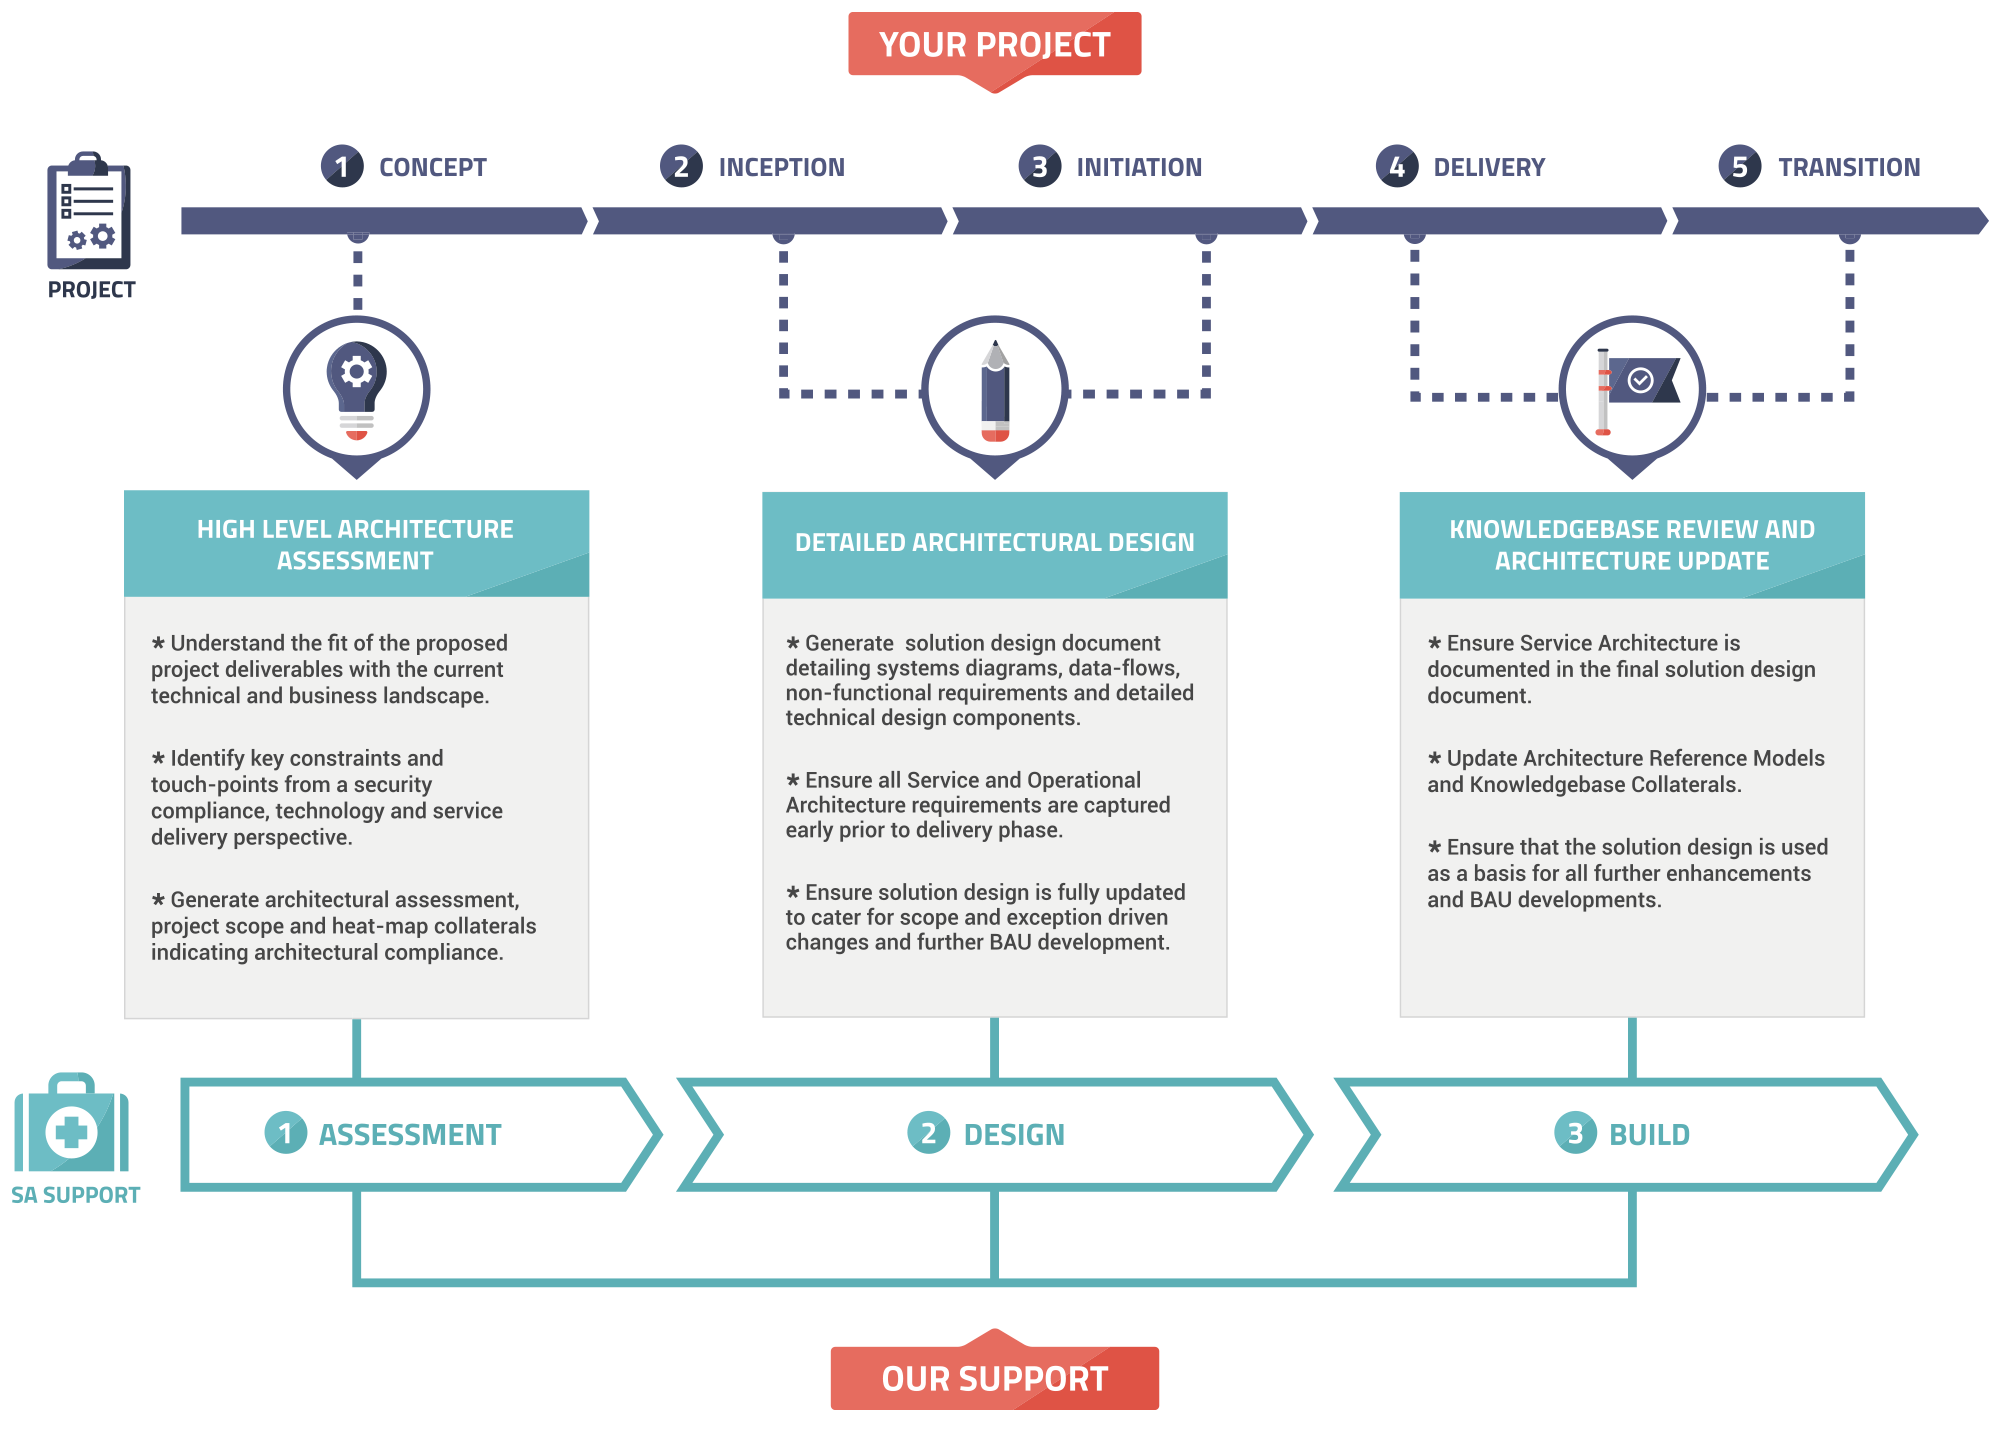 YOUR PROJECT
1 CONCEPT
2 INCEPTION
3 INITIATION
4 DELIVERY
5 TRANSITION
PROJECT
HIGH LEVEL ARCHITECTURE
ASSESSMENT
* Understand the fit of the proposed
project deliverables with the current
technical and business landscape.
* Identify key constraints and
touch-points from a security
compliance, technology and service
delivery perspective.
* Generate architectural assessment,
project scope and heat-map collaterals
indicating architectural compliance.
DETAILED ARCHITECTURAL DESIGN
* Generate  solution design document
detailing systems diagrams, data-flows,
non-functional requirements and detailed
technical design components.
* Ensure all Service and Operational
Architecture requirements are captured
early prior to delivery phase.
* Ensure solution design is fully updated
to cater for scope and exception driven
changes and further BAU development.
KNOWLEDGEBASE REVIEW AND
ARCHITECTURE UPDATE
* Ensure Service Architecture is
documented in the final solution design
document.
* Update Architecture Reference Models
and Knowledgebase Collaterals.
* Ensure that the solution design is used
as a basis for all further enhancements
and BAU developments.
SA SUPPORT
1 ASSESSMENT
2 DESIGN
3 BUILD
OUR SUPPORT